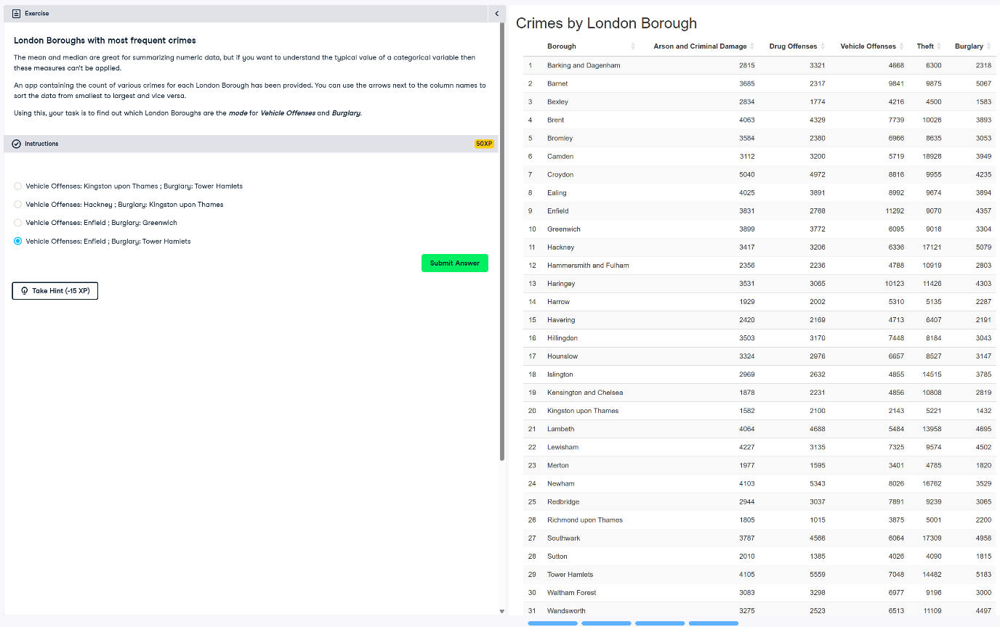 Exercise
London Boroughs with most frequent crimes
The mean and median are great for summarizing numeric data, but if you want to understand the typical value of a categorical variable then
these measures can't be applied.
An app containing the count of various crimes for each London Borough has been provided. You can use the arrows next to the column names to
sort the data from smallest to largest and vice versa.
Using this, your task is to find out which London Boroughs are the mode for Vehicle Offenses and Burglary.
Instructions
50XP
Vehicle Offenses: Kingston upon Thames ; Burglary: Tower Hamlets
Vehicle Offenses: Hackney ; Burglary: Kingston upon Thames
Vehicle Offenses: Enfield ; Burglary: Greenwich
Vehicle Offenses: Enfield ; Burglary: Tower Hamlets
Submit Answer
Take Hint (-15 XP)
Crimes by London Borough
Borough Arson and Criminal Damage Drug Offenses Vehicle Offenses Theft Burglary
1 Barking and Dagenham 2815 3321 4668 6300 2318
2 Barnet 3685 2317 9841 9875 5067
3 Bexley 2834 1774 4216 4500 1583
4 Brent 4063 4329 7739 10026 3893
5 Bromley 3584 2380 6966 8635 3053
6 Camden 3112 3200 5719 18928 3949
7 Croydon 5040 4972 8816 9955 4235
8 Ealing 4025 3891 8992 9674 3894
9 Enfield 3831 2768 11292 9070 4357
10 Greenwich 3899 3772 6095 9016 3304
11 Hackney 3417 3206 6336 17121 5079
12 Hammersmith and Fulham 2356 2236 4788 10919 2803
13 Haringey 3531 3065 10123 11426 4303
14 Harrow 1929 2002 5310 5135 2287
15 Havering 2420 2169 4713 6407 2191
16 Hillingdon 3503 3170 7448 8184 3043
17 Hounslow 3324 2976 6657 8527 3147
18 Islington 2969 2632 4855 14515 3785
19 Kensington and Chelsea 1878 2231 4856 10808 2819
20 Kingston upon Thames 1582 2100 2143 5221 1432
21 Lambeth 4064 4688 5484 13958 4695
22 Lewisham 4227 3135 7325 9574 4502
23 Merton 1977 1595 3401 4785 1820
24 Newham 4103 5343 8026 16762 3529
25 Redbridge 2944 3037 7891 9239 3065
26 Richmond upon Thames 1805 1015 3875 5001 2200
27 Southwark 3787 4566 6064 17309 4958
28 Sutton 2010 1385 4026 4090 1815
29 Tower Hamlets 4105 5559 7048 14482 5183
30 Waltham Forest 3083 3298 6977 9196 3000
31 Wandsworth 3275 2523 6513 11109 4497